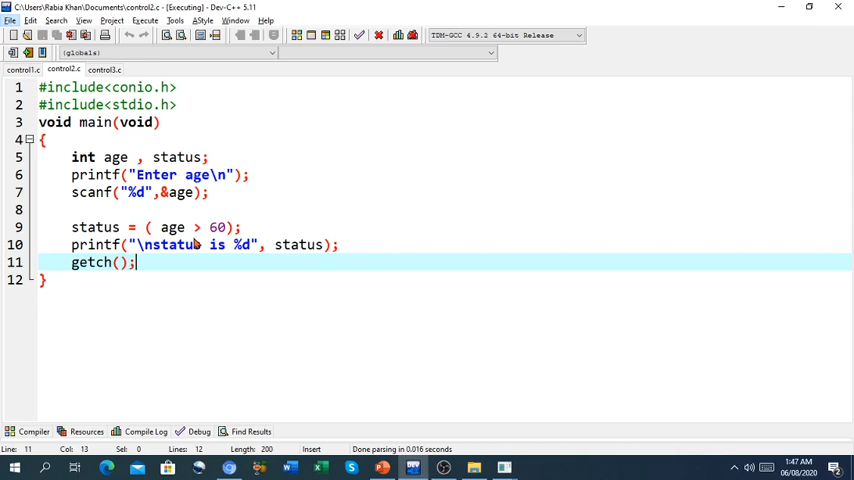 C:\Users\Rabia Khan\Documents\control2.c - [Executing] - Dev-C++ 5.11
File Edit Search View Project Execute Tools AStyle Window Help
TDM-GCC 4.9.2 64-bit Release
(globals)
control1.c control2.c control3.c
1 #include<conio.h>
2 #include<stdio.h>
3 void main(void)
4 {
5 int age , status;
6 printf("Enter age\n");
7 scanf("%d",&age);
8
9 status = ( age > 60);
10 printf("\nstatus is %d", status);
11 getch();
12 }
Compiler Resources Compile Log Debug Find Results
Line: 11 Col: 13 Sel: 0 Lines: 12 Length: 200 Insert Done parsing in 0.016 seconds
1:47 AM
06/08/2020
2